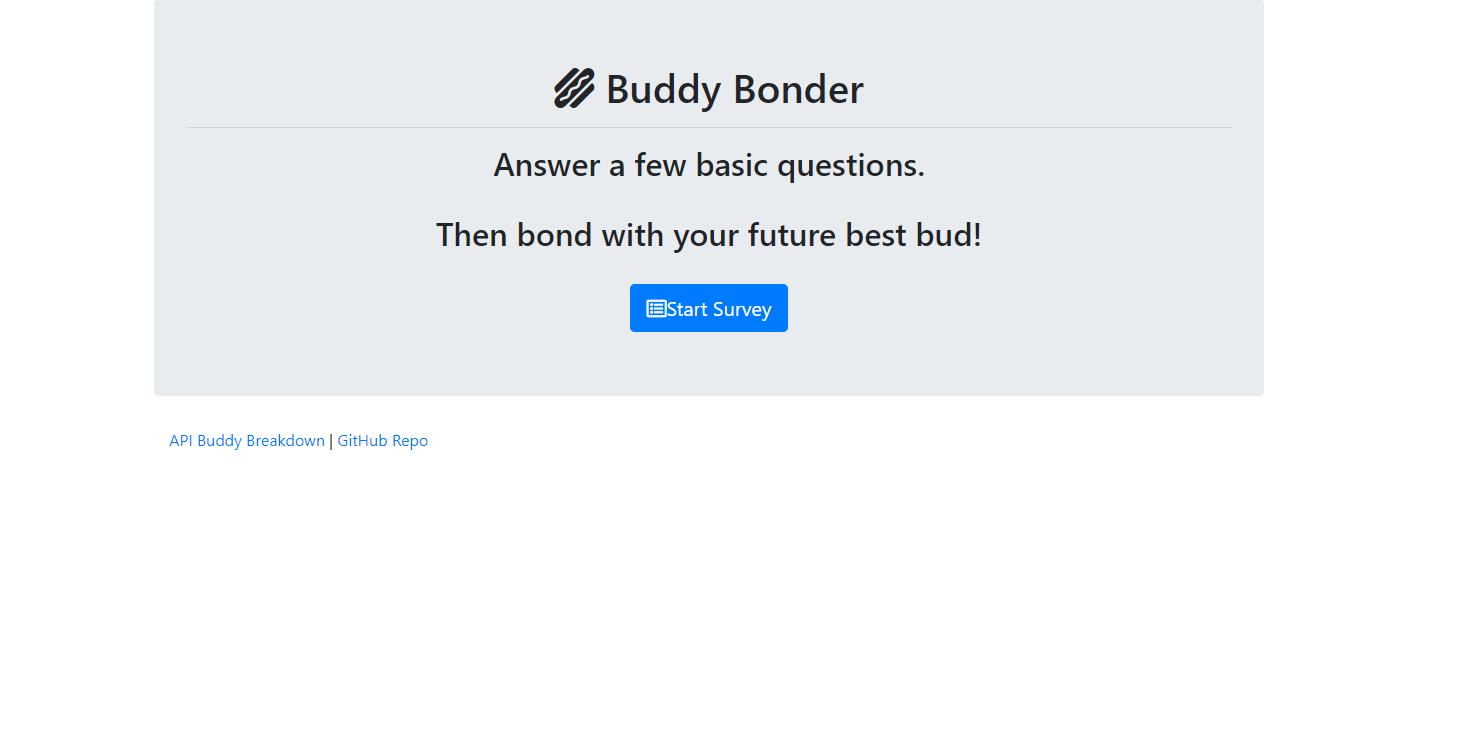 Buddy Bonder
Answer a few basic questions.
Then bond with your future best bud!
Start Survey
API Buddy Breakdown | GitHub Repo